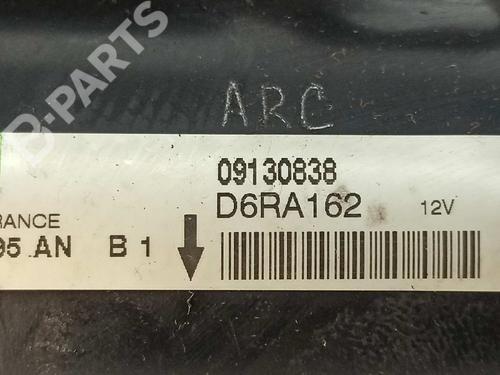 B-PARTS
ARC
09130838
RANCE
D6RA162
12V
95 AN B 1